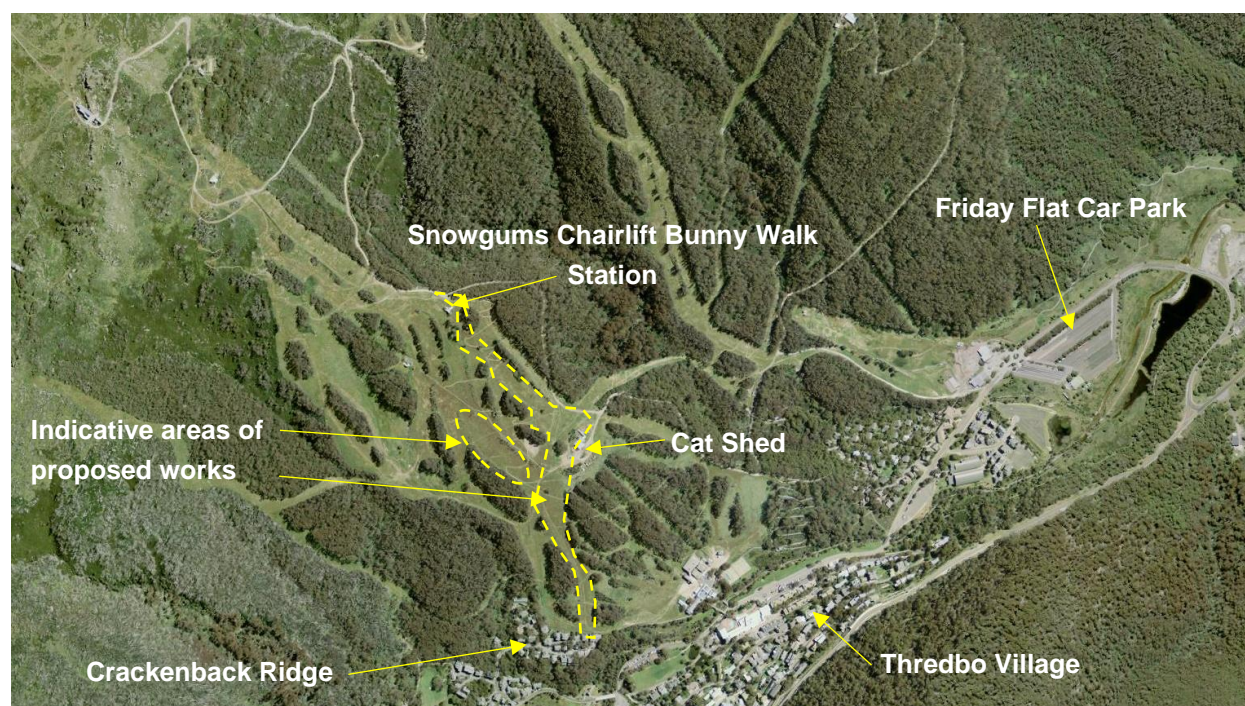 Friday Flat Car Park
Snowgums Chairlift Bunny Walk
Station
Indicative areas of
proposed works
Cat Shed
Crackenback Ridge
Thredbo Village